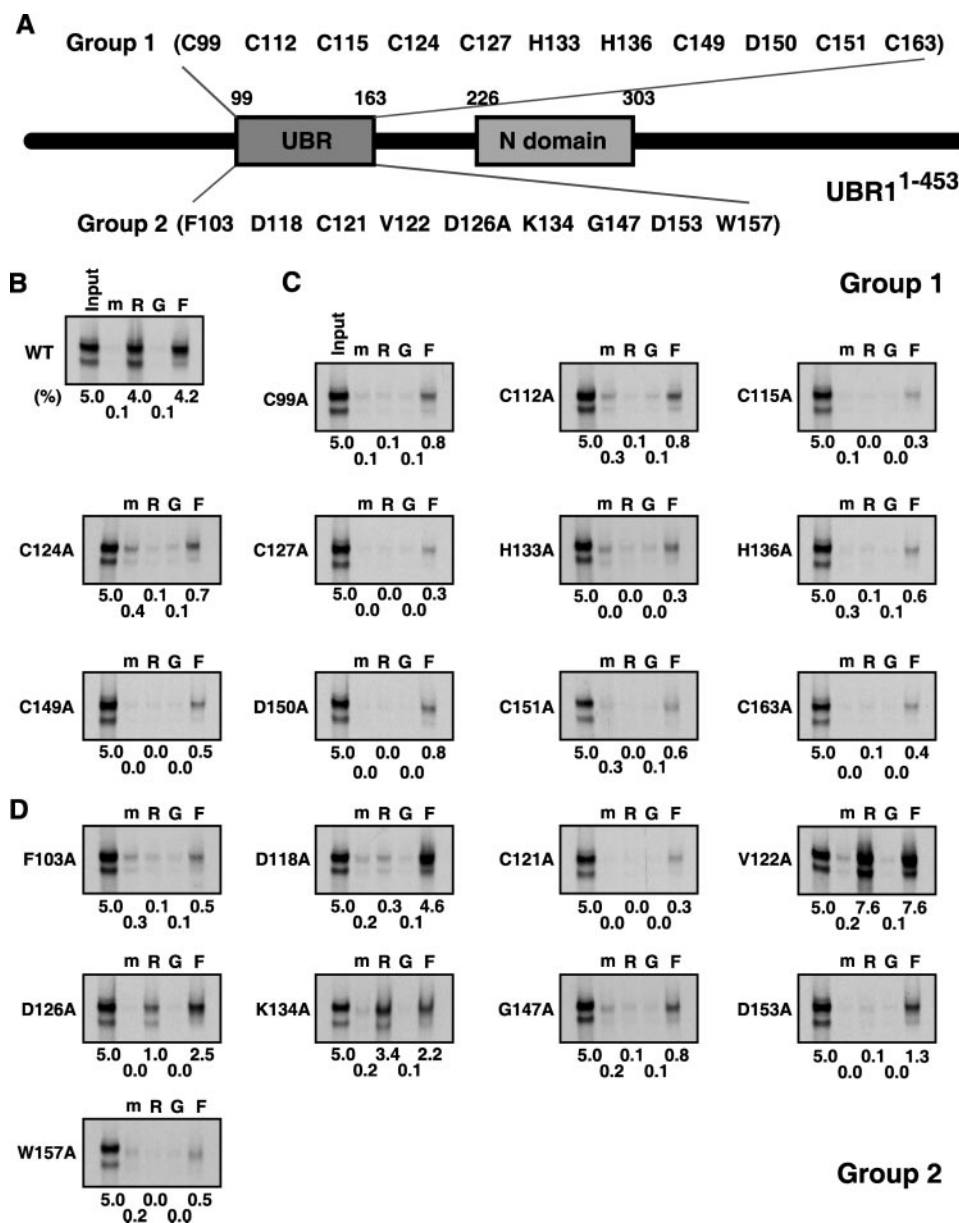 A
Group 1 (C99 C112 C115 C124 C127 H133 H136 C149 D150 C151 C163)
99 163 226 303
UBR N domain
UBR1 1-453
Group 2 (F103 D118 C121 V122 D126A K134 G147 D153 W157)
B C Group 1
Input m R G F
WT
(%) 5.0 4.0 4.2
0.1 0.1
Input m R G F
C99A
5.0 0.1 0.8
0.1 0.1
m R G F
C112A
5.0 0.1 0.8
0.3 0.1
m R G F
C115A
5.0 0.0 0.3
0.1 0.0
m R G F
C124A
5.0 0.1 0.7
0.4 0.1
m R G F
C127A
5.0 0.0 0.3
0.0 0.0
m R G F
H133A
5.0 0.0 0.3
0.0 0.0
m R G F
H136A
5.0 0.1 0.6
0.3 0.1
m R G F
C149A
5.0 0.0 0.5
0.0 0.0
m R G F
D150A
5.0 0.0 0.8
0.0 0.0
m R G F
C151A
5.0 0.0 0.6
0.3 0.1
m R G F
C163A
5.0 0.1 0.4
0.0 0.0
D
m R G F
F103A
5.0 0.1 0.5
0.3 0.1
m R G F
D118A
5.0 0.3 4.6
0.2 0.1
m R G F
C121A
5.0 0.0 0.3
0.0 0.0
m R G F
V122A
5.0 7.6 7.6
0.2 0.1
m R G F
D126A
5.0 1.0 2.5
0.0 0.0
m R G F
K134A
5.0 3.4 2.2
0.2 0.1
m R G F
G147A
5.0 0.1 0.8
0.2 0.1
m R G F
D153A
5.0 0.1 1.3
0.0 0.0
m R G F
W157A
5.0 0.0 0.5
0.2 0.0
Group 2